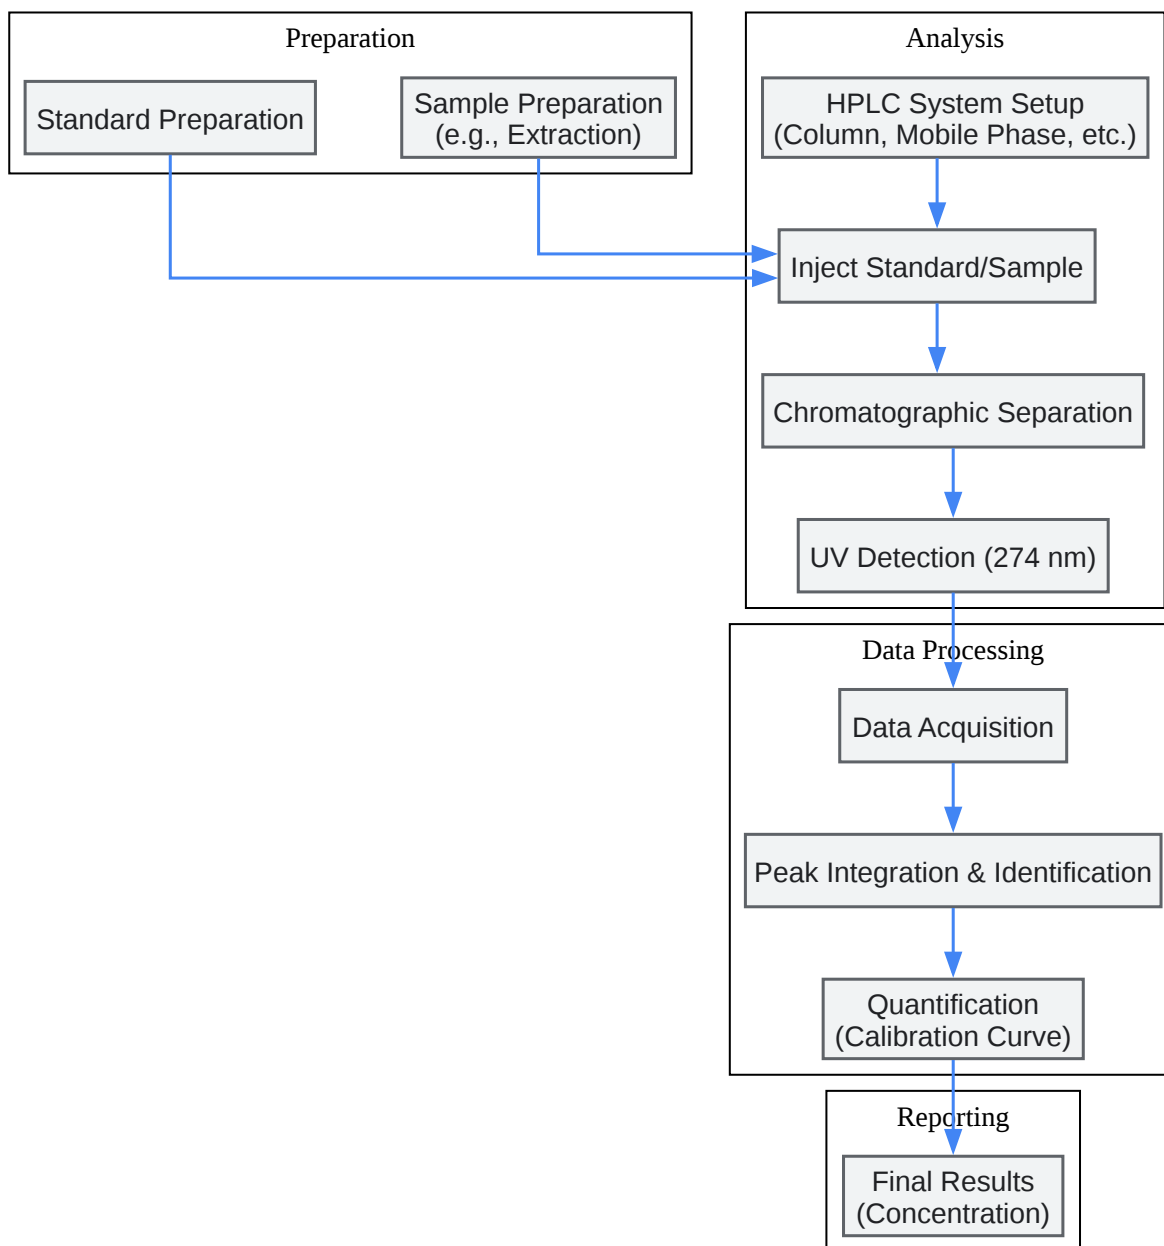 Preparation
Standard Preparation
Sample Preparation
(e.g., Extraction)
Analysis
HPLC System Setup
(Column, Mobile Phase, etc.)
Inject Standard/Sample
Chromatographic Separation
UV Detection (274 nm)
Data Processing
Data Acquisition
Peak Integration & Identification
Quantification
(Calibration Curve)
Reporting
Final Results
(Concentration)